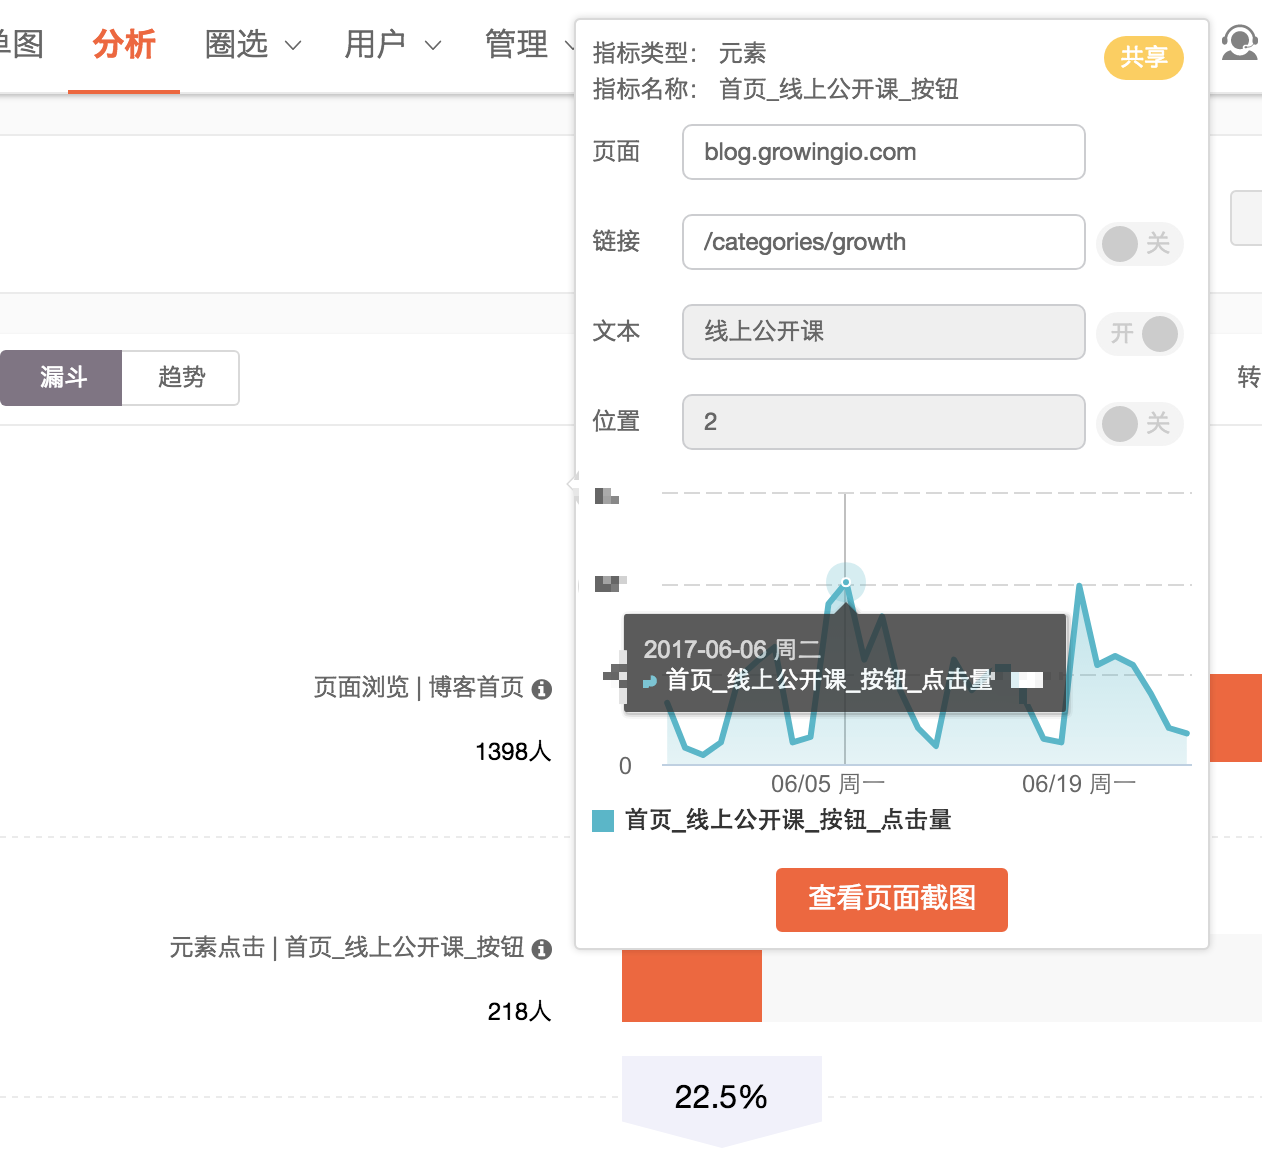 单图 分析 圈选 用户 管理
指标类型： 元素
共享
指标名称： 首页_线上公开课_按钮
页面 blog.growingio.com
链接 /categories/growth 关
文本 线上公开课 开
位置 2 关
漏斗 趋势
转
2017-06-06 周二
首页_线上公开课_按钮_点击量
0
06/05 周一 06/19 周一
首页_线上公开课_按钮_点击量
查看页面截图
页面浏览 | 博客首页
1398人
元素点击 | 首页_线上公开课_按钮
218人
22.5%